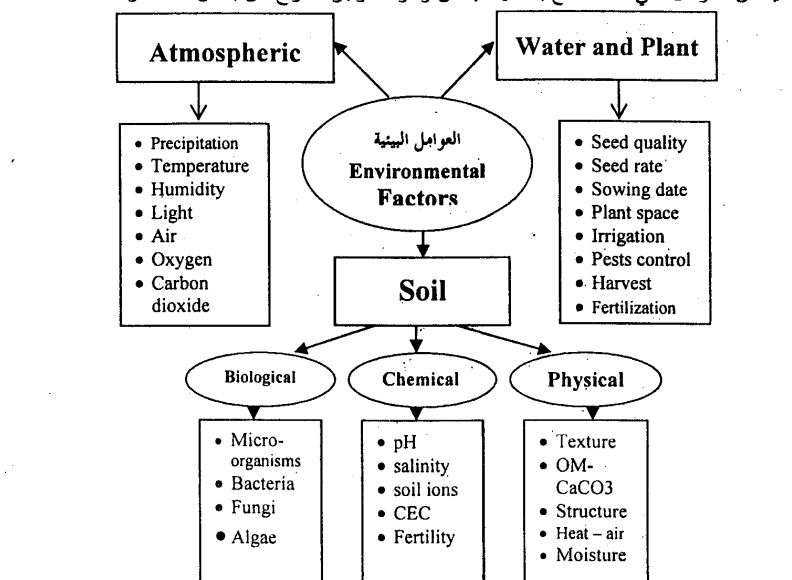 Atmospheric
Water and Plant
العوامل البيئية
Environmental
Factors
• Precipitation
• Temperature
• Humidity
• Light
• Air
• Oxygen
• Carbon
dioxide
• Seed quality
• Seed rate
• Sowing date
• Plant space
• Irrigation
• Pests control
• Harvest
• Fertilization
Soil
Biological
Chemical
Physical
• Micro-
organisms
• Bacteria
• Fungi
• Algae
• pH
• salinity
• soil ions
• CEC
• Fertility
• Texture
• OM-
CaCO3
• Structure
• Heat – air
• Moisture